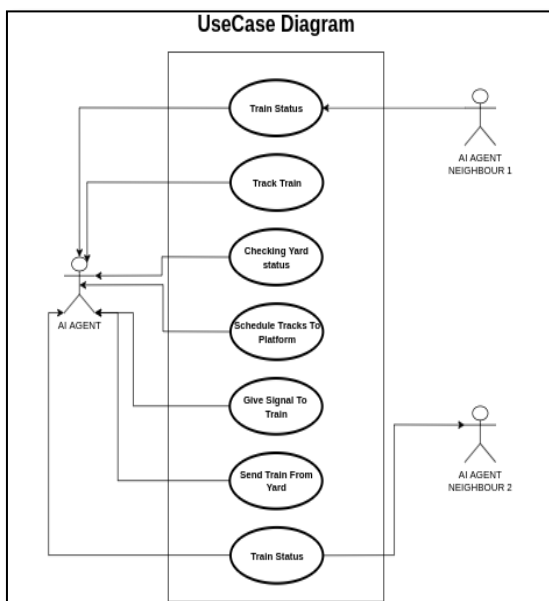 UseCase Diagram
Train Status
AI AGENT
NEIGHBOUR 1
Track Train
Checking Yard
status
AI AGENT
Schedule Tracks To
Platform
Give Signal To
Train
Send Train From
Yard
AI AGENT
NEIGHBOUR 2
Train Status